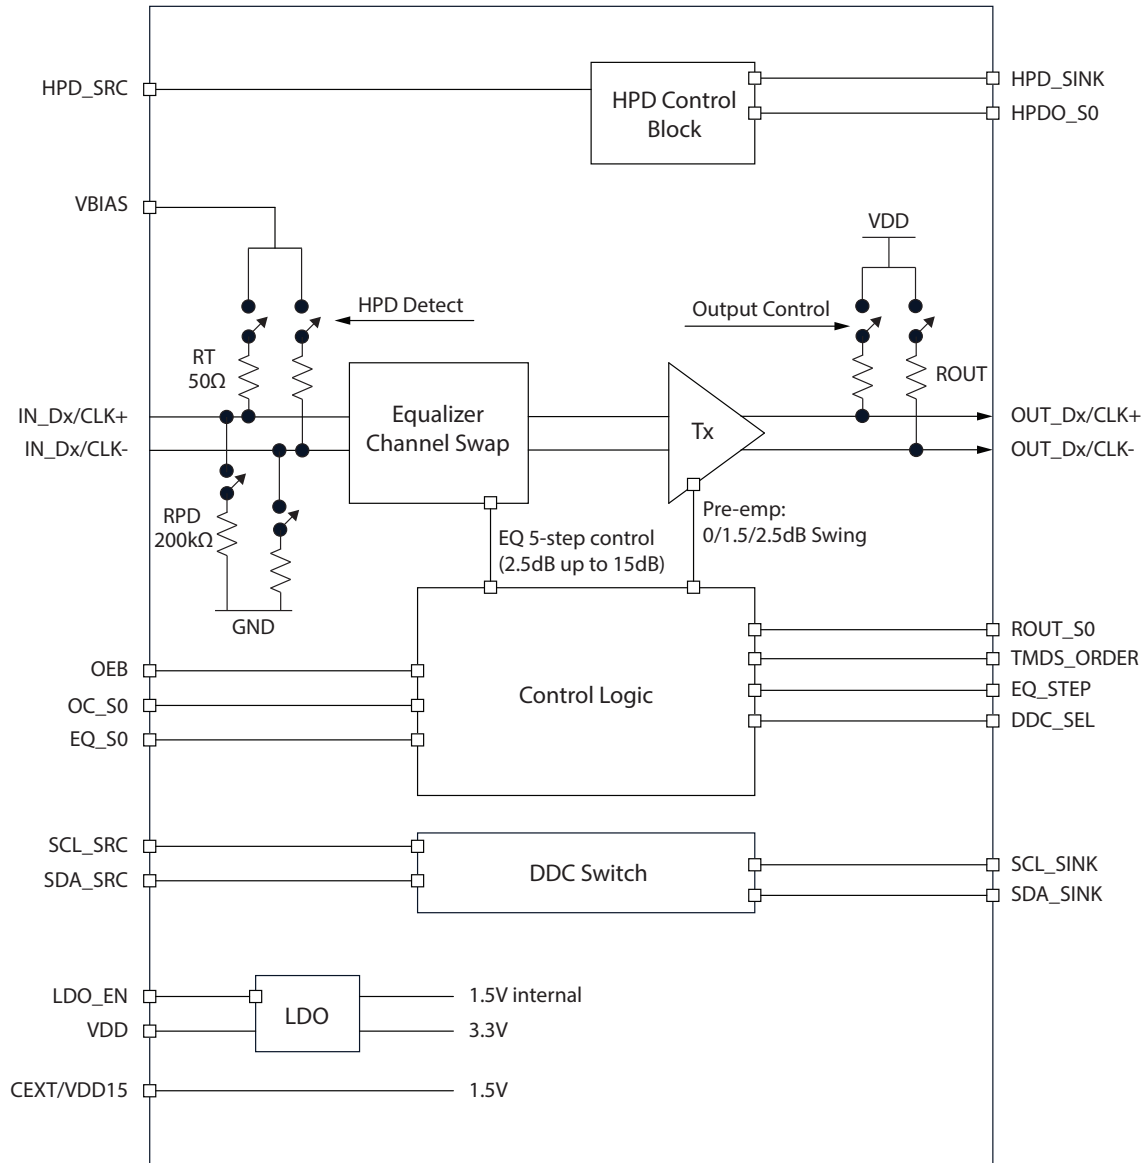 HPD_SRC
HPD Control
Block
HPD_SINK
HPDO_S0
VBIAS
VDD
HPD Detect
Output Control
RT
50Ω
ROUT
IN_Dx/CLK+
IN_Dx/CLK-
Equalizer
Channel Swap
Tx
OUT_Dx/CLK+
OUT_Dx/CLK-
RPD
200kΩ
EQ 5-step control
(2.5dB up to 15dB)
Pre-emp:
0/1.5/2.5dB Swing
GND
OEB
OC_S0
EQ_S0
Control Logic
ROUT_S0
TMDS_ORDER
EQ_STEP
DDC_SEL
SCL_SRC
SDA_SRC
DDC Switch
SCL_SINK
SDA_SINK
LDO_EN
VDD
LDO
1.5V internal
3.3V
CEXT/VDD15
1.5V